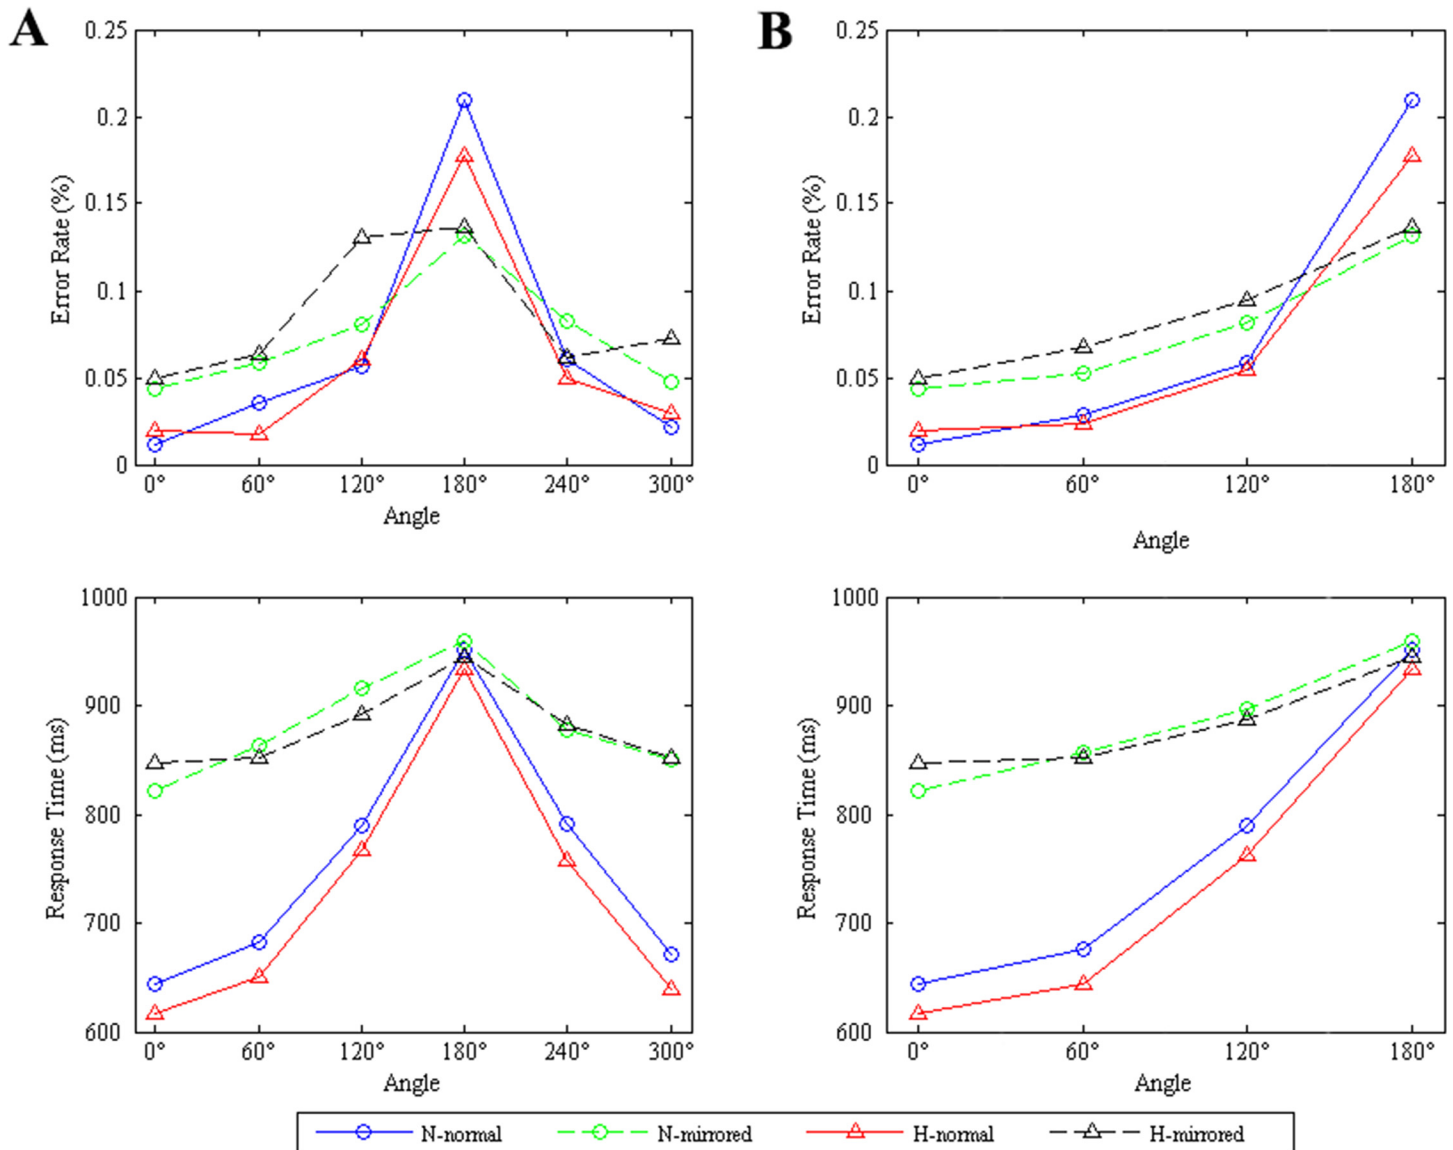 A
0.25
0.2
0.15
0.1
0.05
0
Error Rate (%)
0° 60° 120° 180° 240° 300°
Angle
B
0.25
0.2
0.15
0.1
0.05
0
Error Rate (%)
0° 60° 120° 180°
Angle
1000
900
800
700
600
Response Time (ms)
0° 60° 120° 180° 240° 300°
Angle
1000
900
800
700
600
Response Time (ms)
0° 60° 120° 180°
Angle
N-normal N-mirrored H-normal H-mirrored